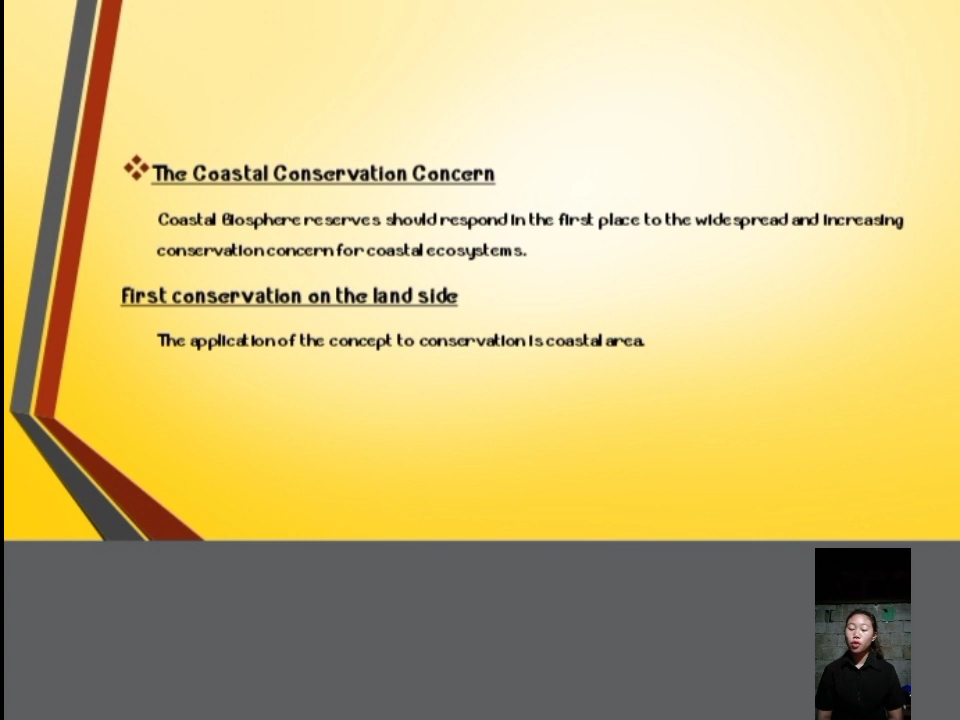 The Coastal Conservation Concern
Coastal Biosphere reserves should respond in the first place to the widespread and increasing
conservation concern for coastal ecosystems.
First conservation on the land side
The application of the concept to conservation is coastal area.